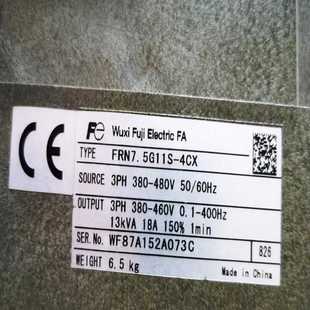 CE
Fe Wuxi Fuji Electric FA
TYPE FRN7.5G11S-4CX
SOURCE 3PH 380-480V 50/60Hz
OUTPUT 3PH 380-460V 0.1-400Hz
13kVA 18A 150% 1min
SER.No. WF87A152A073C 826
WEIGHT 6.5 kg Made in China